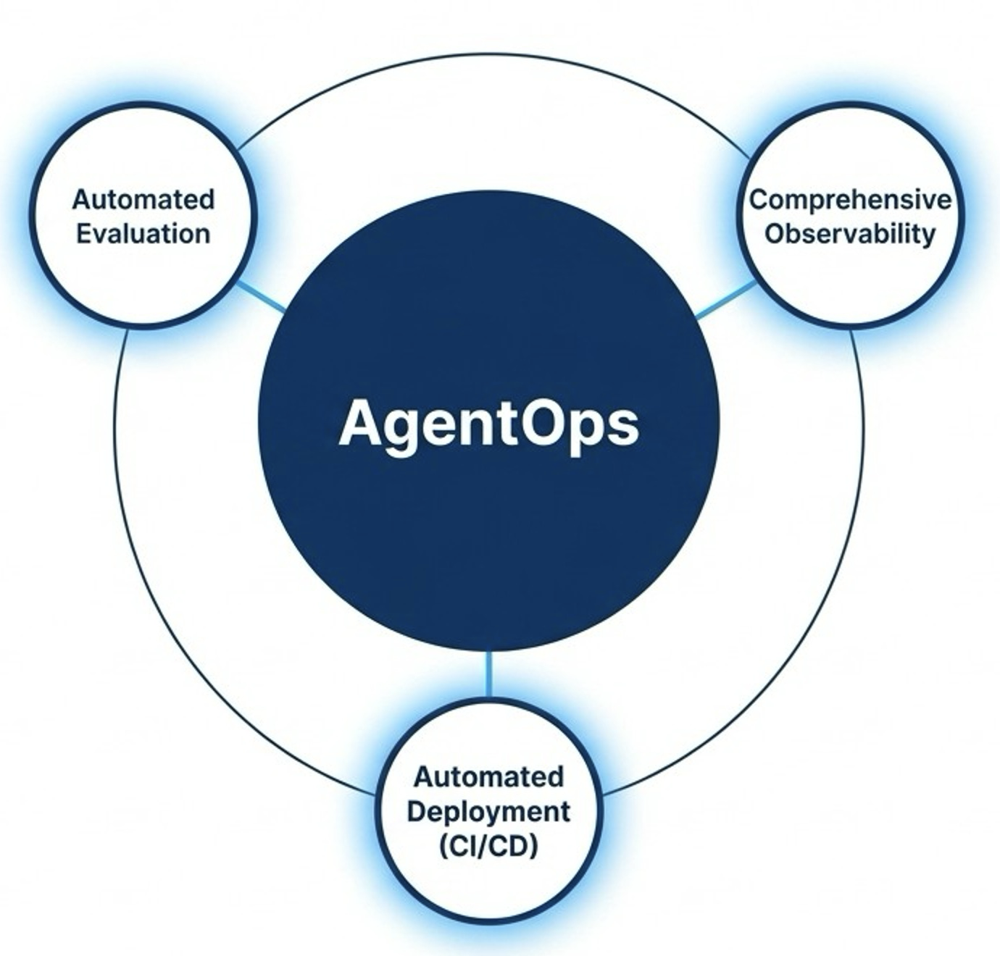 Automated
Evaluation
Comprehensive
Observability
AgentOps
Automated
Deployment
(CI/CD)